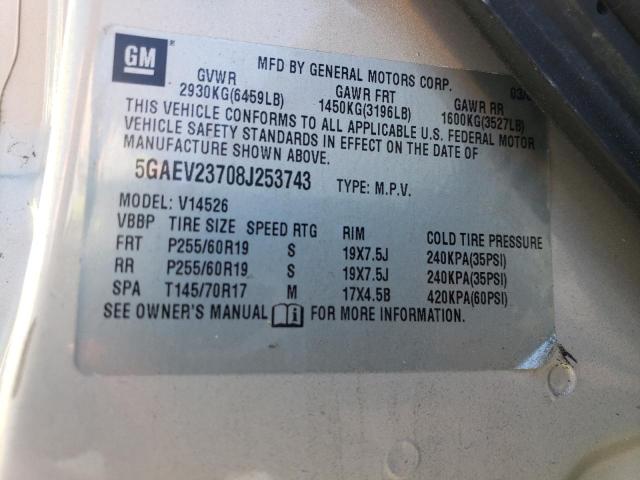 GM
MFD BY GENERAL MOTORS CORP.
GVWR GAWR FRT GAWR RR
2930KG(6459LB) 1450KG(3196LB) 1600KG(3527LB)
THIS VEHICLE CONFORMS TO ALL APPLICABLE U.S. FEDERAL MOTOR
VEHICLE SAFETY STANDARDS IN EFFECT ON THE DATE OF
MANUFACTURE SHOWN ABOVE.
5GAEV23708J253743 TYPE: M.P.V.
MODEL: V14526
VBBP TIRE SIZE SPEED RTG RIM COLD TIRE PRESSURE
FRT P255/60R19 S 19X7.5J 240KPA(35PSI)
RR P255/60R19 S 19X7.5J 240KPA(35PSI)
SPA T145/70R17 M 17X4.5B 420KPA(60PSI)
SEE OWNER'S MANUAL FOR MORE INFORMATION.